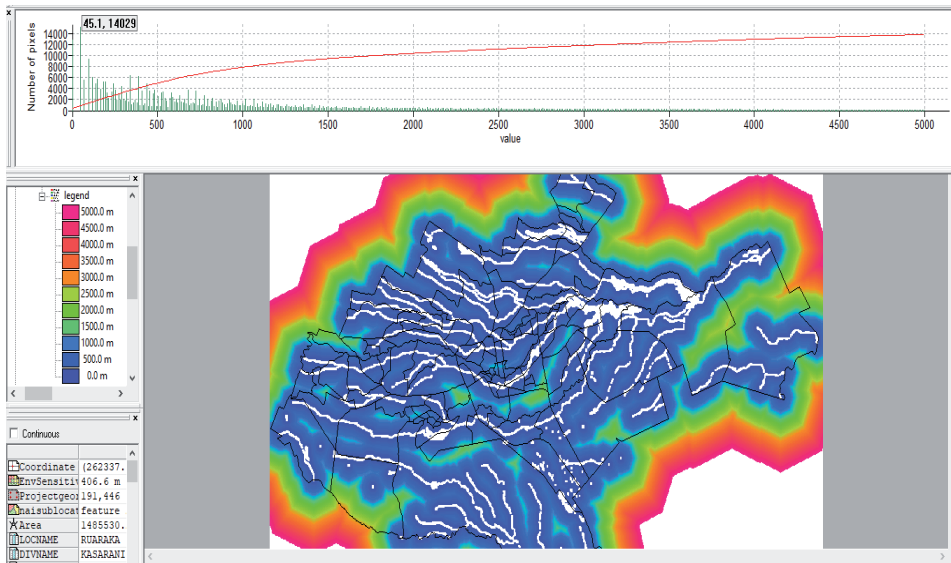 45.1, 14029
Number of pixels
14000
12000
10000
8000
6000
4000
2000
0
0 500 1000 1500 2000 2500 3000 3500 4000 4500 5000
value
x
x
legend
5000.0 m
4500.0 m
4000.0 m
3500.0 m
3000.0 m
2500.0 m
2000.0 m
1500.0 m
1000.0 m
500.0 m
0.0 m
x
Continuous
Coordinate (262337.
EnvSensitiv 406.6 m
Projectgeor 191,446
naisublocat feature
Area 1485530.
LOCNAME RUARAKA
DIVNAME KASARANI